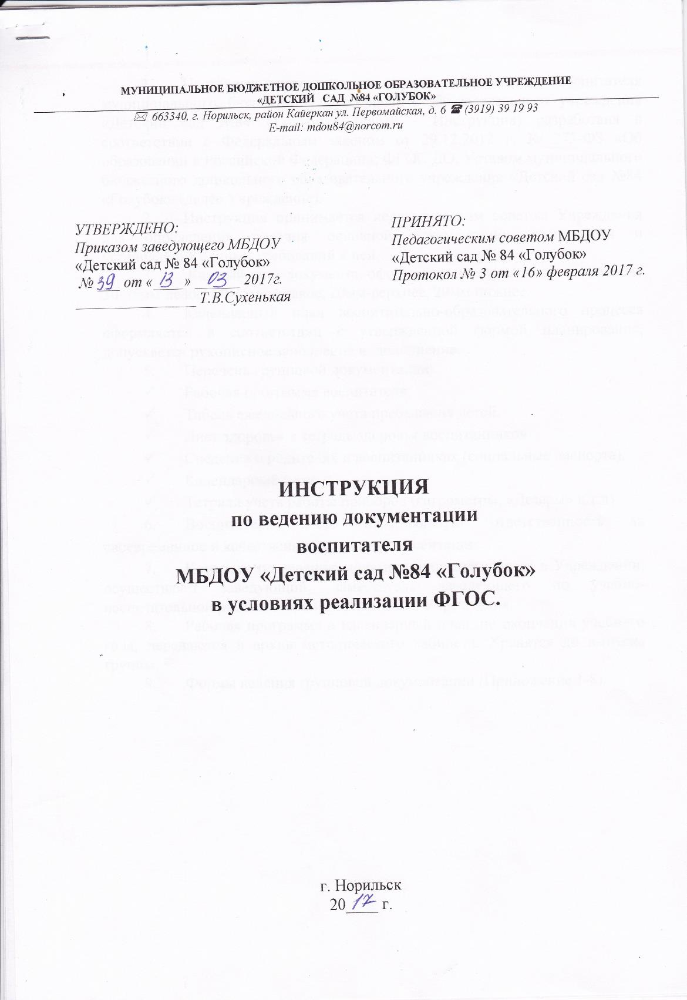 МУНИЦИПАЛЬНОЕ БЮДЖЕТНОЕ ДОШКОЛЬНОЕ ОБРАЗОВАТЕЛЬНОЕ УЧРЕЖДЕНИЕ
«ДЕТСКИЙ САД №84 «ГОЛУБОК»
663340, г. Норильск, район Кайеркан ул. Первомайская, д. 6 ☎ (3919) 39 19 93
E-mail: mdou84@norcom.ru
УТВЕРЖДЕНО:
Приказом заведующего МБДОУ
«Детский сад № 84 «Голубок»
№ 39 от « 13 » 03 2017г.
Т.В.Сухенькая
ПРИНЯТО:
Педагогическим советом МБДОУ
«Детский сад № 84 «Голубок»
Протокол № 3 от «16» февраля 2017 г.
ИНСТРУКЦИЯ
по ведению документации
воспитателя
МБДОУ «Детский сад №84 «Голубок»
в условиях реализации ФГОС.
г. Норильск
2017 г.